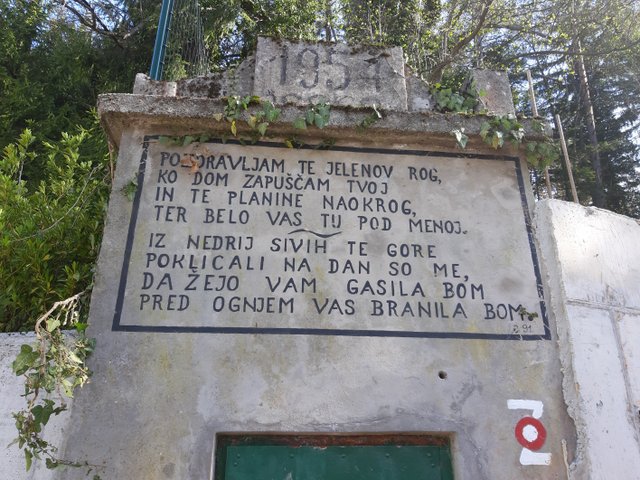 1951
POZDRAVLJAM TE JELENOV ROG,
KO DOM ZAPUŠČAM TVOJ
IN TE PLANINE NAOKROG,
TER BELO VAS TU POD MENOJ.
IZ NEDRIJ SIVIH TE GORE
POKLICALI NA DAN SO ME,
DA ŽEJO VAM GASILA BOM
PRED OGNJEM VAS BRANILA BOM